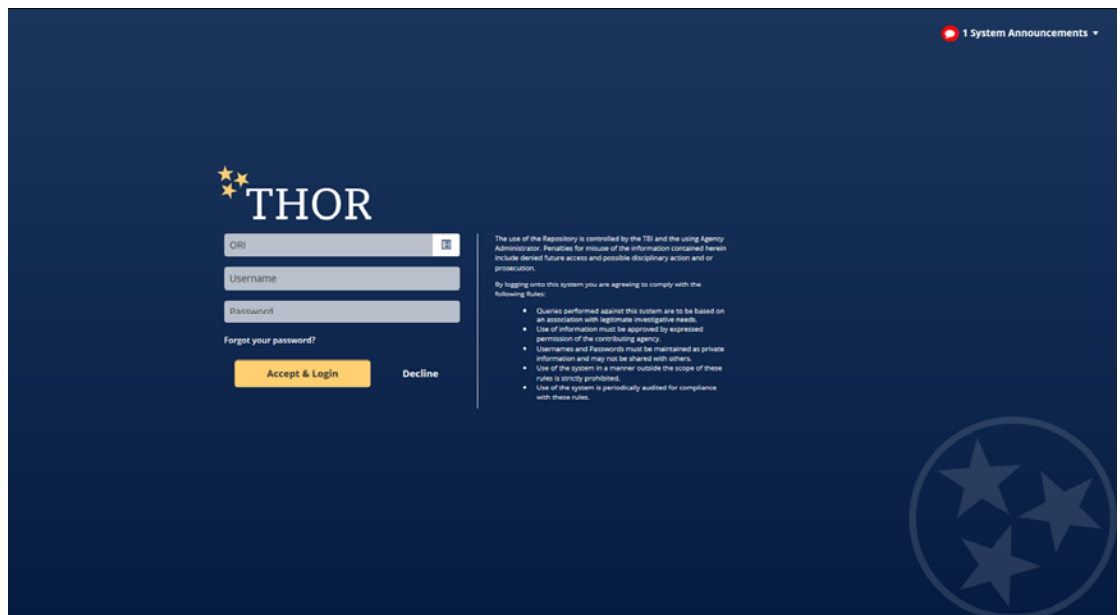 1 System Announcements
THOR
ORI
Username
Password
Forgot your password?
Accept & Login
Decline
The use of the Repository is controlled by the TBI and the using Agency
Administrator. Penalties for misuse of the information contained herein
include denied future access and possible disciplinary action and or
prosecution.
By logging onto this system you are agreeing to comply with the
following Rules:
Queries performed against this system are to be based on
an association with legitimate investigative needs.
Use of information must be approved by expressed
permission of the contributing agency.
Usernames and Passwords must be maintained as private
information and may not be shared with others.
Use of the system in a manner outside the scope of these
rules is strictly prohibited.
Use of the system is periodically audited for compliance
with these rules.